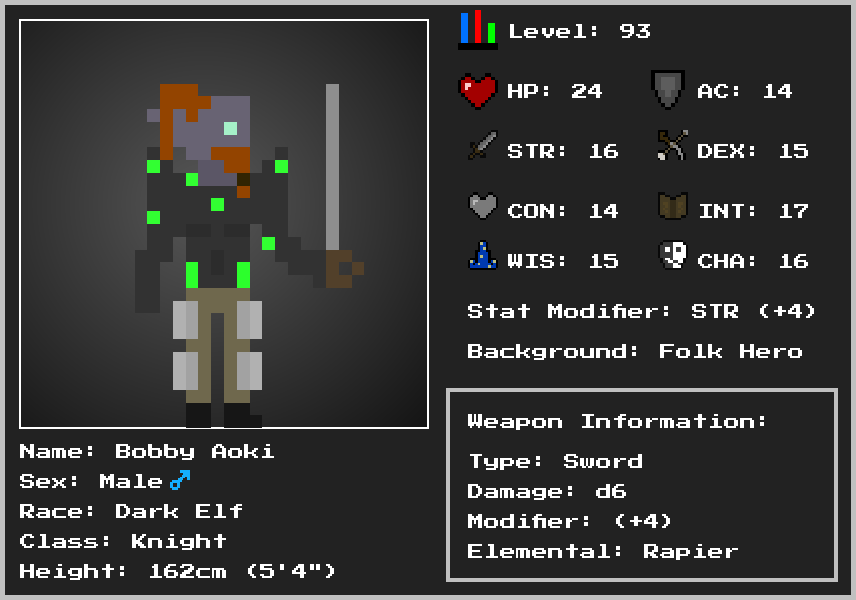 Level: 93
HP: 24
AC: 14
STR: 16
DEX: 15
CON: 14
INT: 17
WIS: 15
CHA: 16
Stat Modifier: STR (+4)
Background: Folk Hero
Weapon Information:
Type: Sword
Damage: d6
Modifier: (+4)
Elemental: Rapier
Name: Bobby Aoki
Sex: Male♂
Race: Dark Elf
Class: Knight
Height: 162cm (5'4")